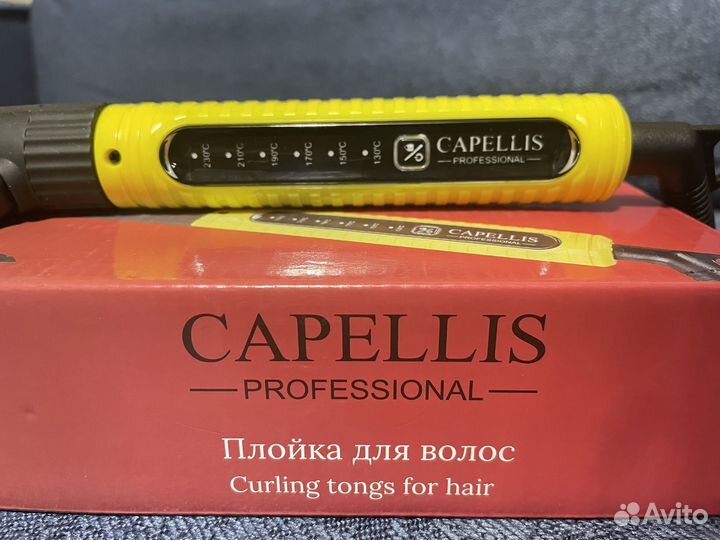 230°C 210°C 190°C 170°C 150°C 130°C
CAPELLIS
PROFESSIONAL
CAPELLIS
PROFESSIONAL
CAPELLIS
PROFESSIONAL
Плойка для волос
Curling tongs for hair
Avito